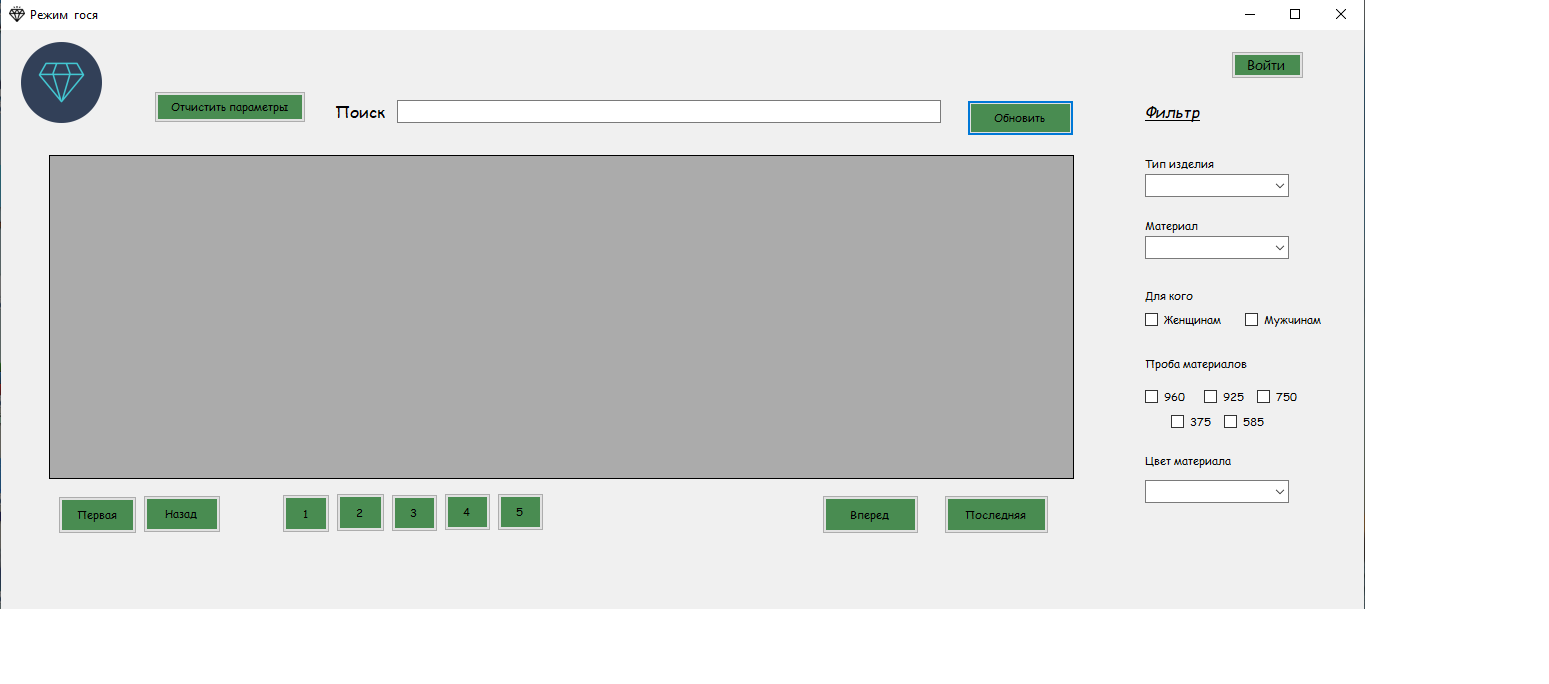 Режим гося
Войти
Отчистить параметры
Поиск
Обновить
Фильтр
Тип изделия
Материал
Для кого
Женщинам
Мужчинам
Проба материалов
960
925
750
375
585
Цвет материала
Первая
Назад
1
2
3
4
5
Вперед
Последняя